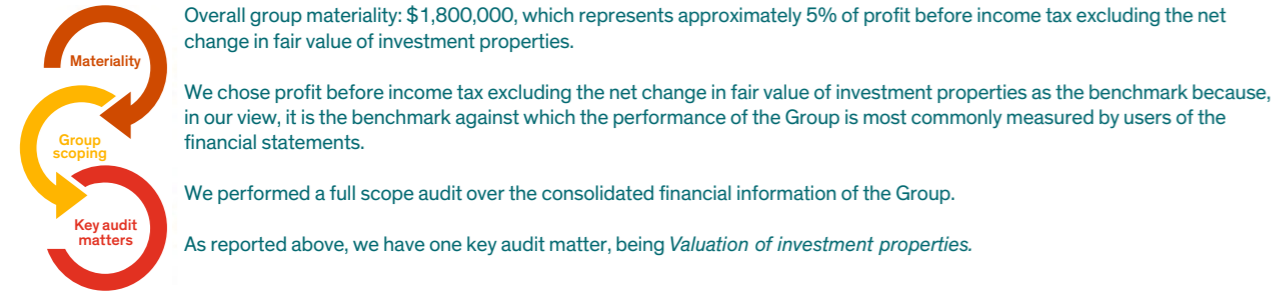 Materiality
Group
scoping
Key audit
matters
Overall group materiality: $1,800,000, which represents approximately 5% of profit before income tax excluding the net
change in fair value of investment properties.
We chose profit before income tax excluding the net change in fair value of investment properties as the benchmark because,
in our view, it is the benchmark against which the performance of the Group is most commonly measured by users of the
financial statements.
We performed a full scope audit over the consolidated financial information of the Group.
As reported above, we have one key audit matter, being Valuation of investment properties.